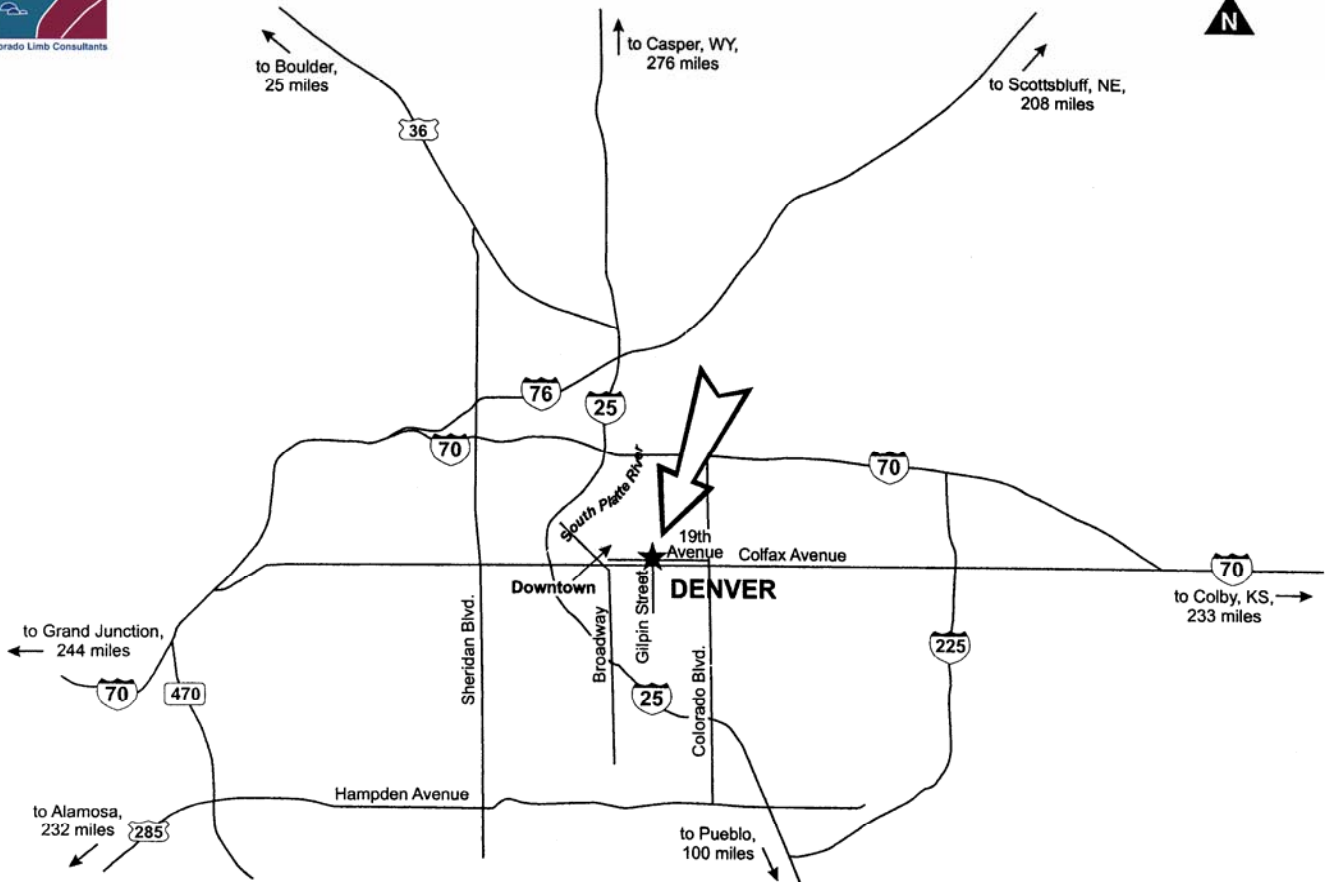 orado Limb Consultants
N
to Boulder,
25 miles
to Casper, WY,
276 miles
to Scottsbluff, NE,
208 miles
36
76
25
70
70
South Platte River
19th
Avenue
Colfax Avenue
Downtown
DENVER
70
to Colby, KS,
233 miles
to Grand Junction,
244 miles
70
470
Sheridan Blvd.
Broadway
Gilpin Street
Colorado Blvd.
225
25
Hampden Avenue
to Alamosa,
232 miles
285
to Pueblo,
100 miles